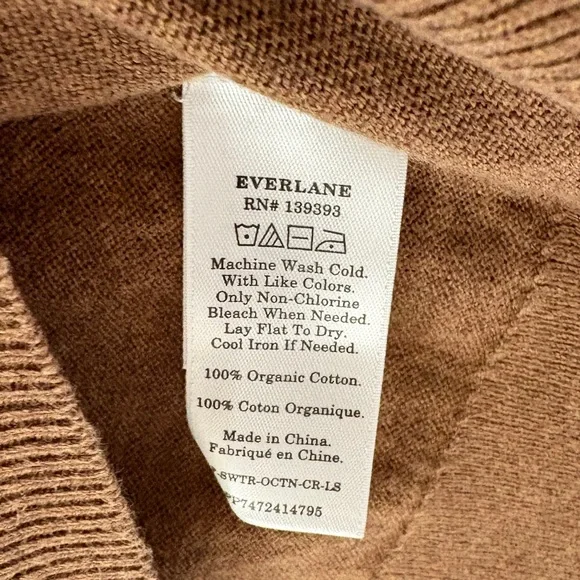 EVERLANE
RN# 139393
Machine Wash Cold.
With Like Colors.
Only Non-Chlorine
Bleach When Needed.
Lay Flat To Dry.
Cool Iron If Needed.
100% Organic Cotton.
100% Coton Organique.
Made in China.
Fabriqué en Chine.
-SWTR-OCTN-CR-LS
P7472414795